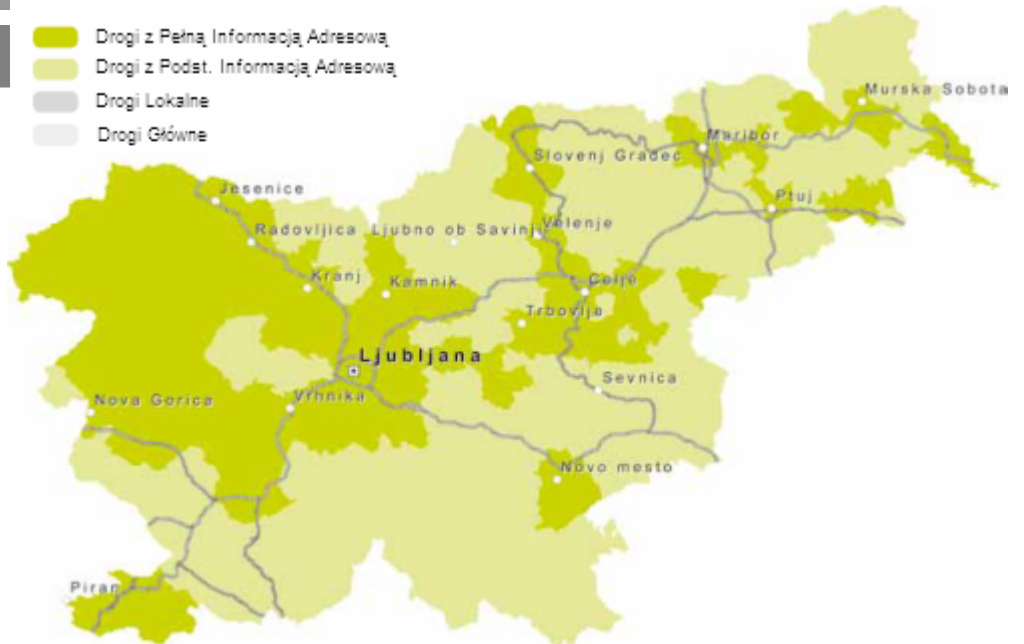 Drogi z Pełną Informacją Adresową
Drogi z Podst. Informacją Adresową
Drogi Lokalne
Drogi Główne
Murska Sobota
Maribor
Slovenj Gradec
Jesenice
Ptuj
Radovljica
Ljubno ob Savinji
Velenje
Kranj
Kamnik
Celje
Trbovlje
Ljubljana
Sevnica
Nova Gorica
Vrhnika
Novo mesto
Piran